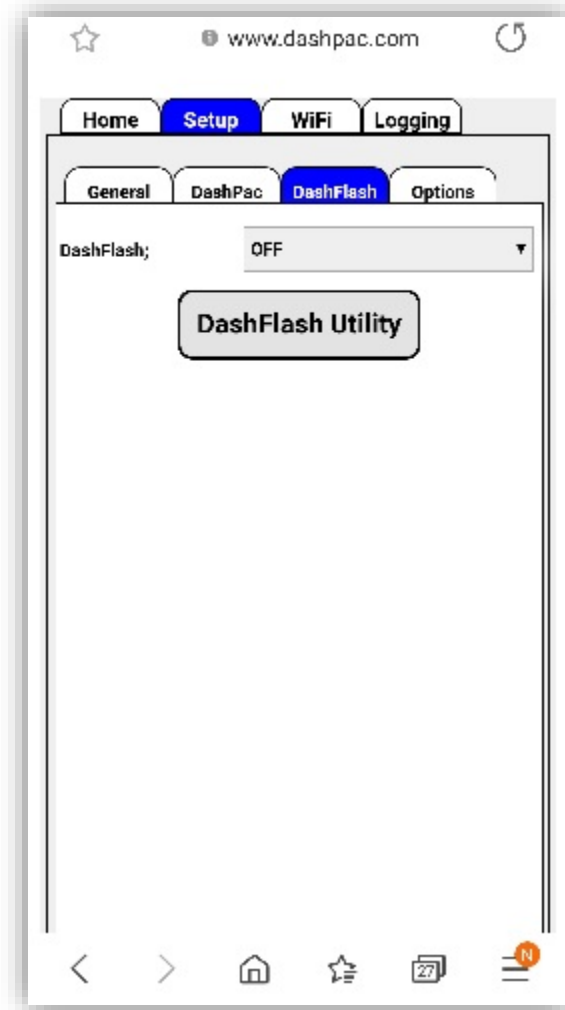 www.dashpac.com
Home Setup WiFi Logging
General DashPac DashFlash Options
DashFlash; OFF
DashFlash Utility
27 N